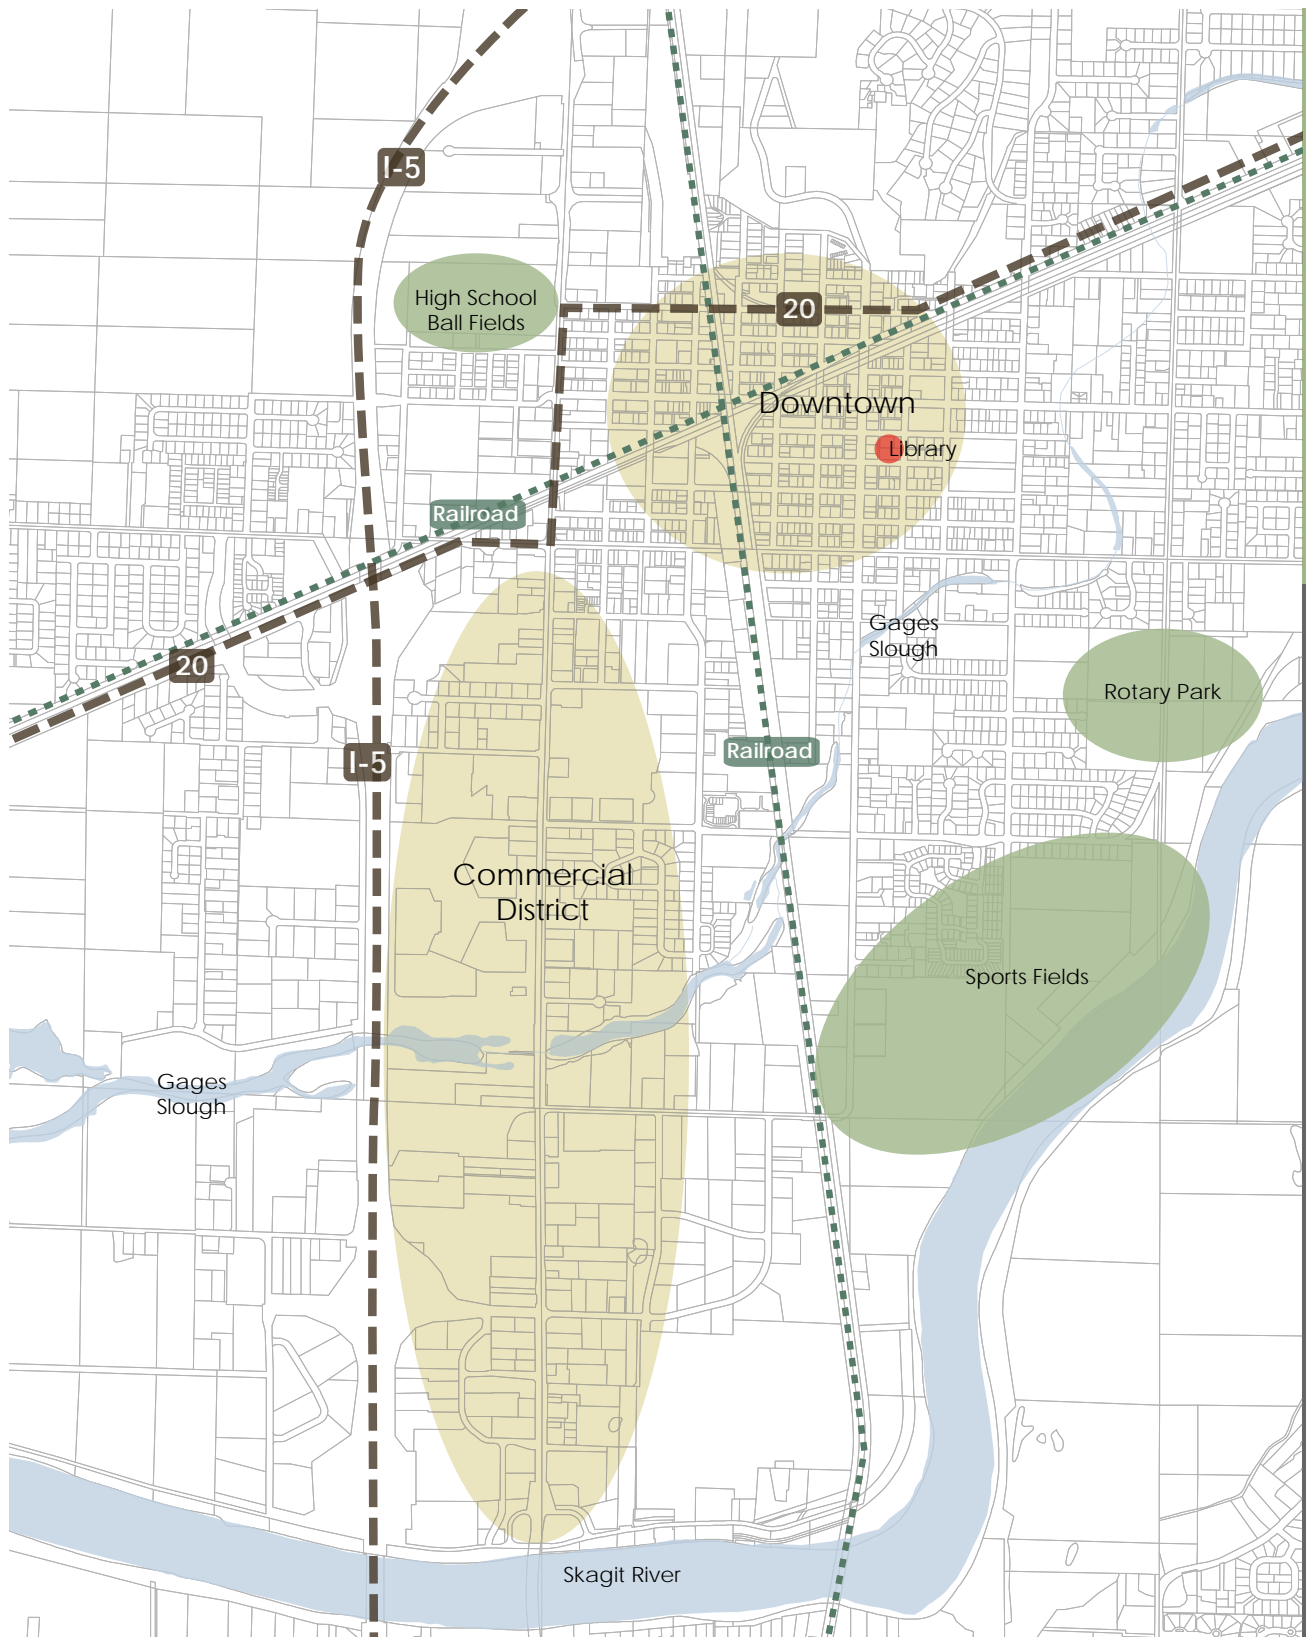 I-5
High School
Ball Fields
20
Downtown
Library
Railroad
Gages
Slough
20
Rotary Park
Railroad
I-5
Commercial
District
Sports Fields
Gages
Slough
Skagit River